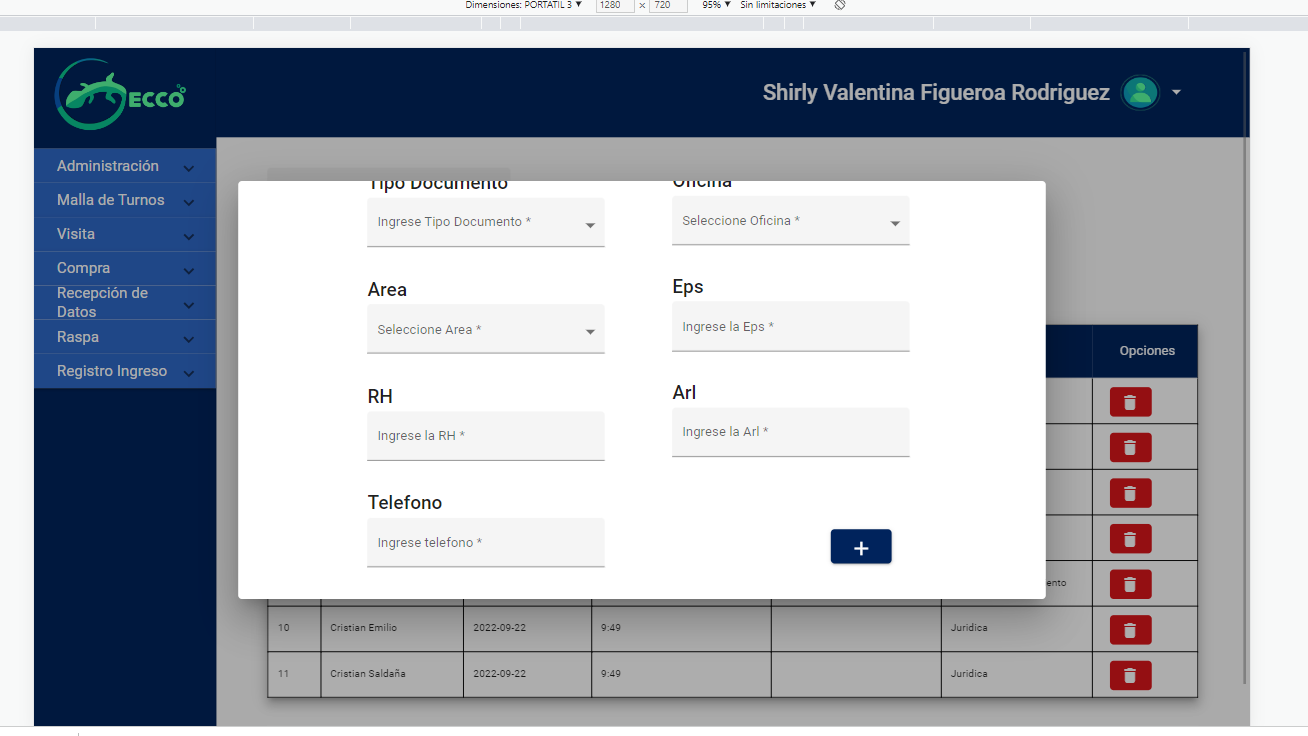 Dimensiones: PORTATIL 3 ▼ 1280 × 720 95% ▼ Sin limitaciones ▼
ECCO
Shirly Valentina Figueroa Rodriguez
Administración
Malla de Turnos
Visita
Compra
Recepción de
Datos
Raspa
Registro Ingreso
Tipo Documento
Oficina
Ingrese Tipo Documento *
Seleccione Oficina *
Area
Eps
Seleccione Area *
Ingrese la Eps *
RH
Arl
Ingrese la RH *
Ingrese la Arl *
Telefono
Ingrese telefono *
+
Opciones
ento
10 Cristian Emilio 2022-09-22 9:49 Juridica
11 Cristian Saldaña 2022-09-22 9:49 Juridica